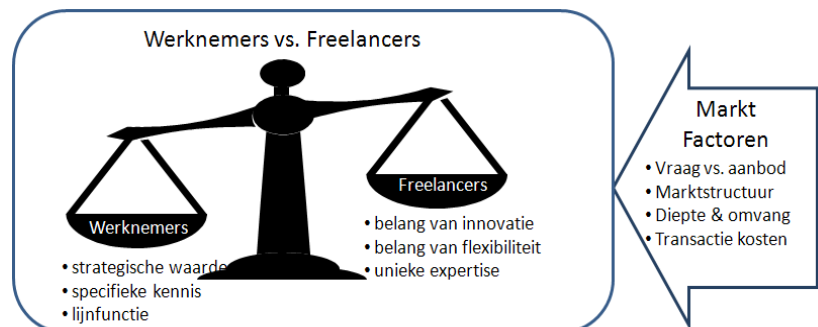 Werknemers vs. Freelancers
Werknemers
• strategische waarde
• specifieke kennis
• lijnfunctie
Freelancers
• belang van innovatie
• belang van flexibiliteit
• unieke expertise
Markt
Factoren
• Vraag vs. aanbod
• Marktstructuur
• Diepte & omvang
• Transactie kosten